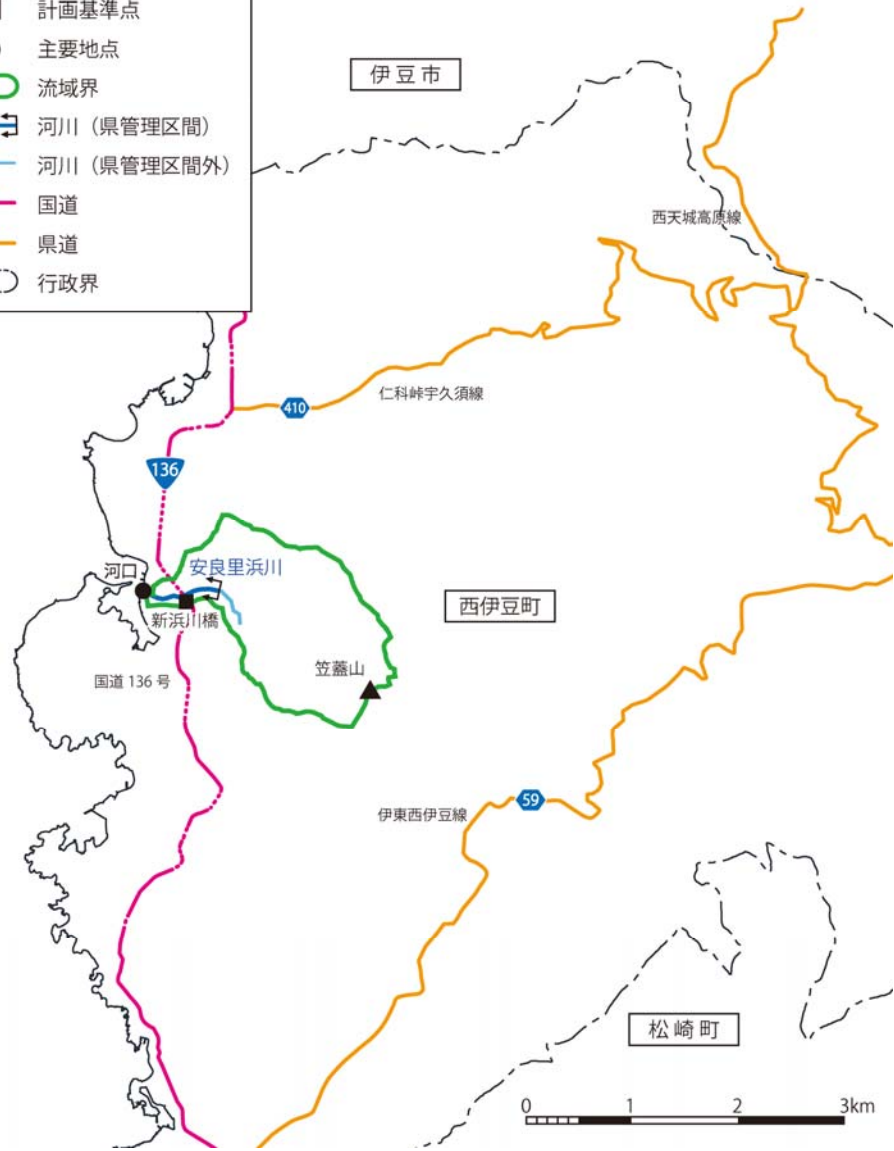 計画基準点
主要地点
流域界
河川（県管理区間）
河川（県管理区間外）
国道
県道
行政界
伊豆市
西天城高原線
仁科峠宇久須線
410
136
河口
安良里浜川
新浜川橋
西伊豆町
笠蓋山
国道 136 号
59
伊東西伊豆線
松崎町
0 1 2 3km